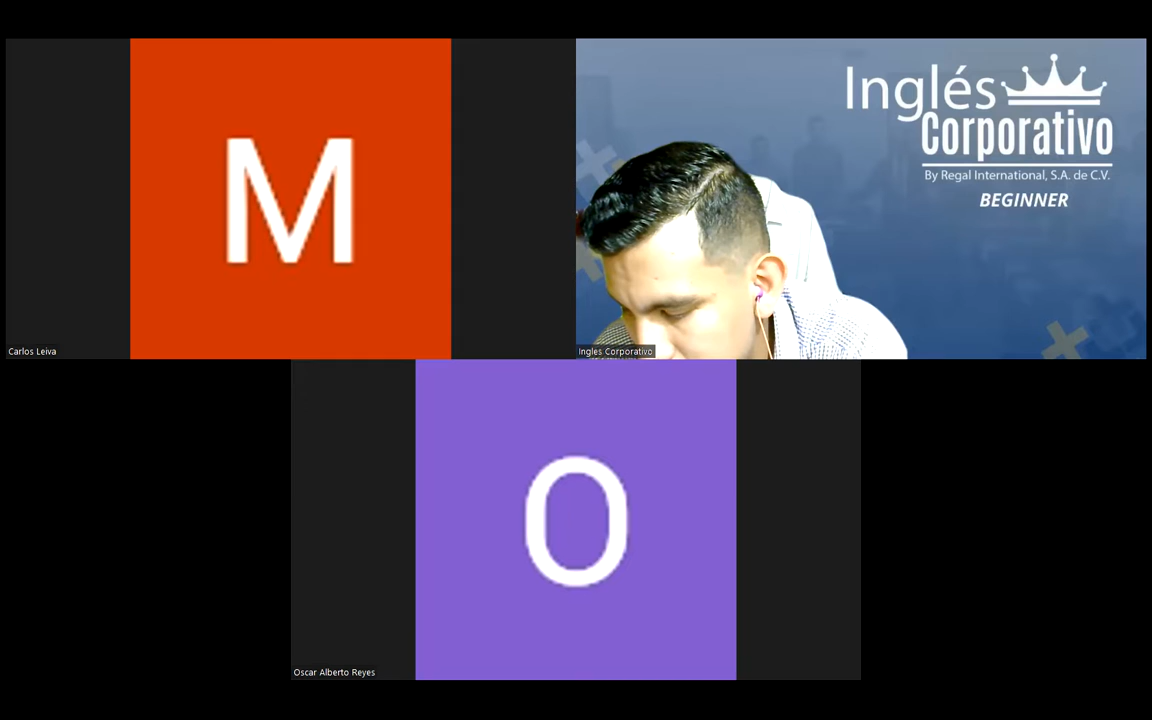 M
Carlos Leiva
Inglés
Corporativo
By Regal International, S.A. de C.V.
BEGINNER
Ingles Corporativo
O
Oscar Alberto Reyes